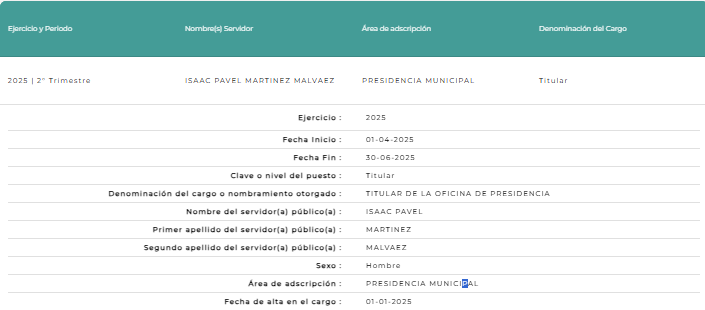 Ejercicio y Periodo Nombre(s) Servidor Área de adscripción Denominación del Cargo
2025 | 2° Trimestre ISAAC PAVEL MARTINEZ MALVAEZ PRESIDENCIA MUNICIPAL Titular
Ejercicio : 2025
Fecha Inicio : 01-04-2025
Fecha Fin : 30-06-2025
Clave o nivel del puesto : Titular
Denominación del cargo o nombramiento otorgado : TITULAR DE LA OFICINA DE PRESIDENCIA
Nombre del servidor(a) público(a) : ISAAC PAVEL
Primer apellido del servidor(a) público(a) : MARTINEZ
Segundo apellido del servidor(a) público(a) : MALVAEZ
Sexo : Hombre
Área de adscripción : PRESIDENCIA MUNICIPAL
Fecha de alta en el cargo : 01-01-2025